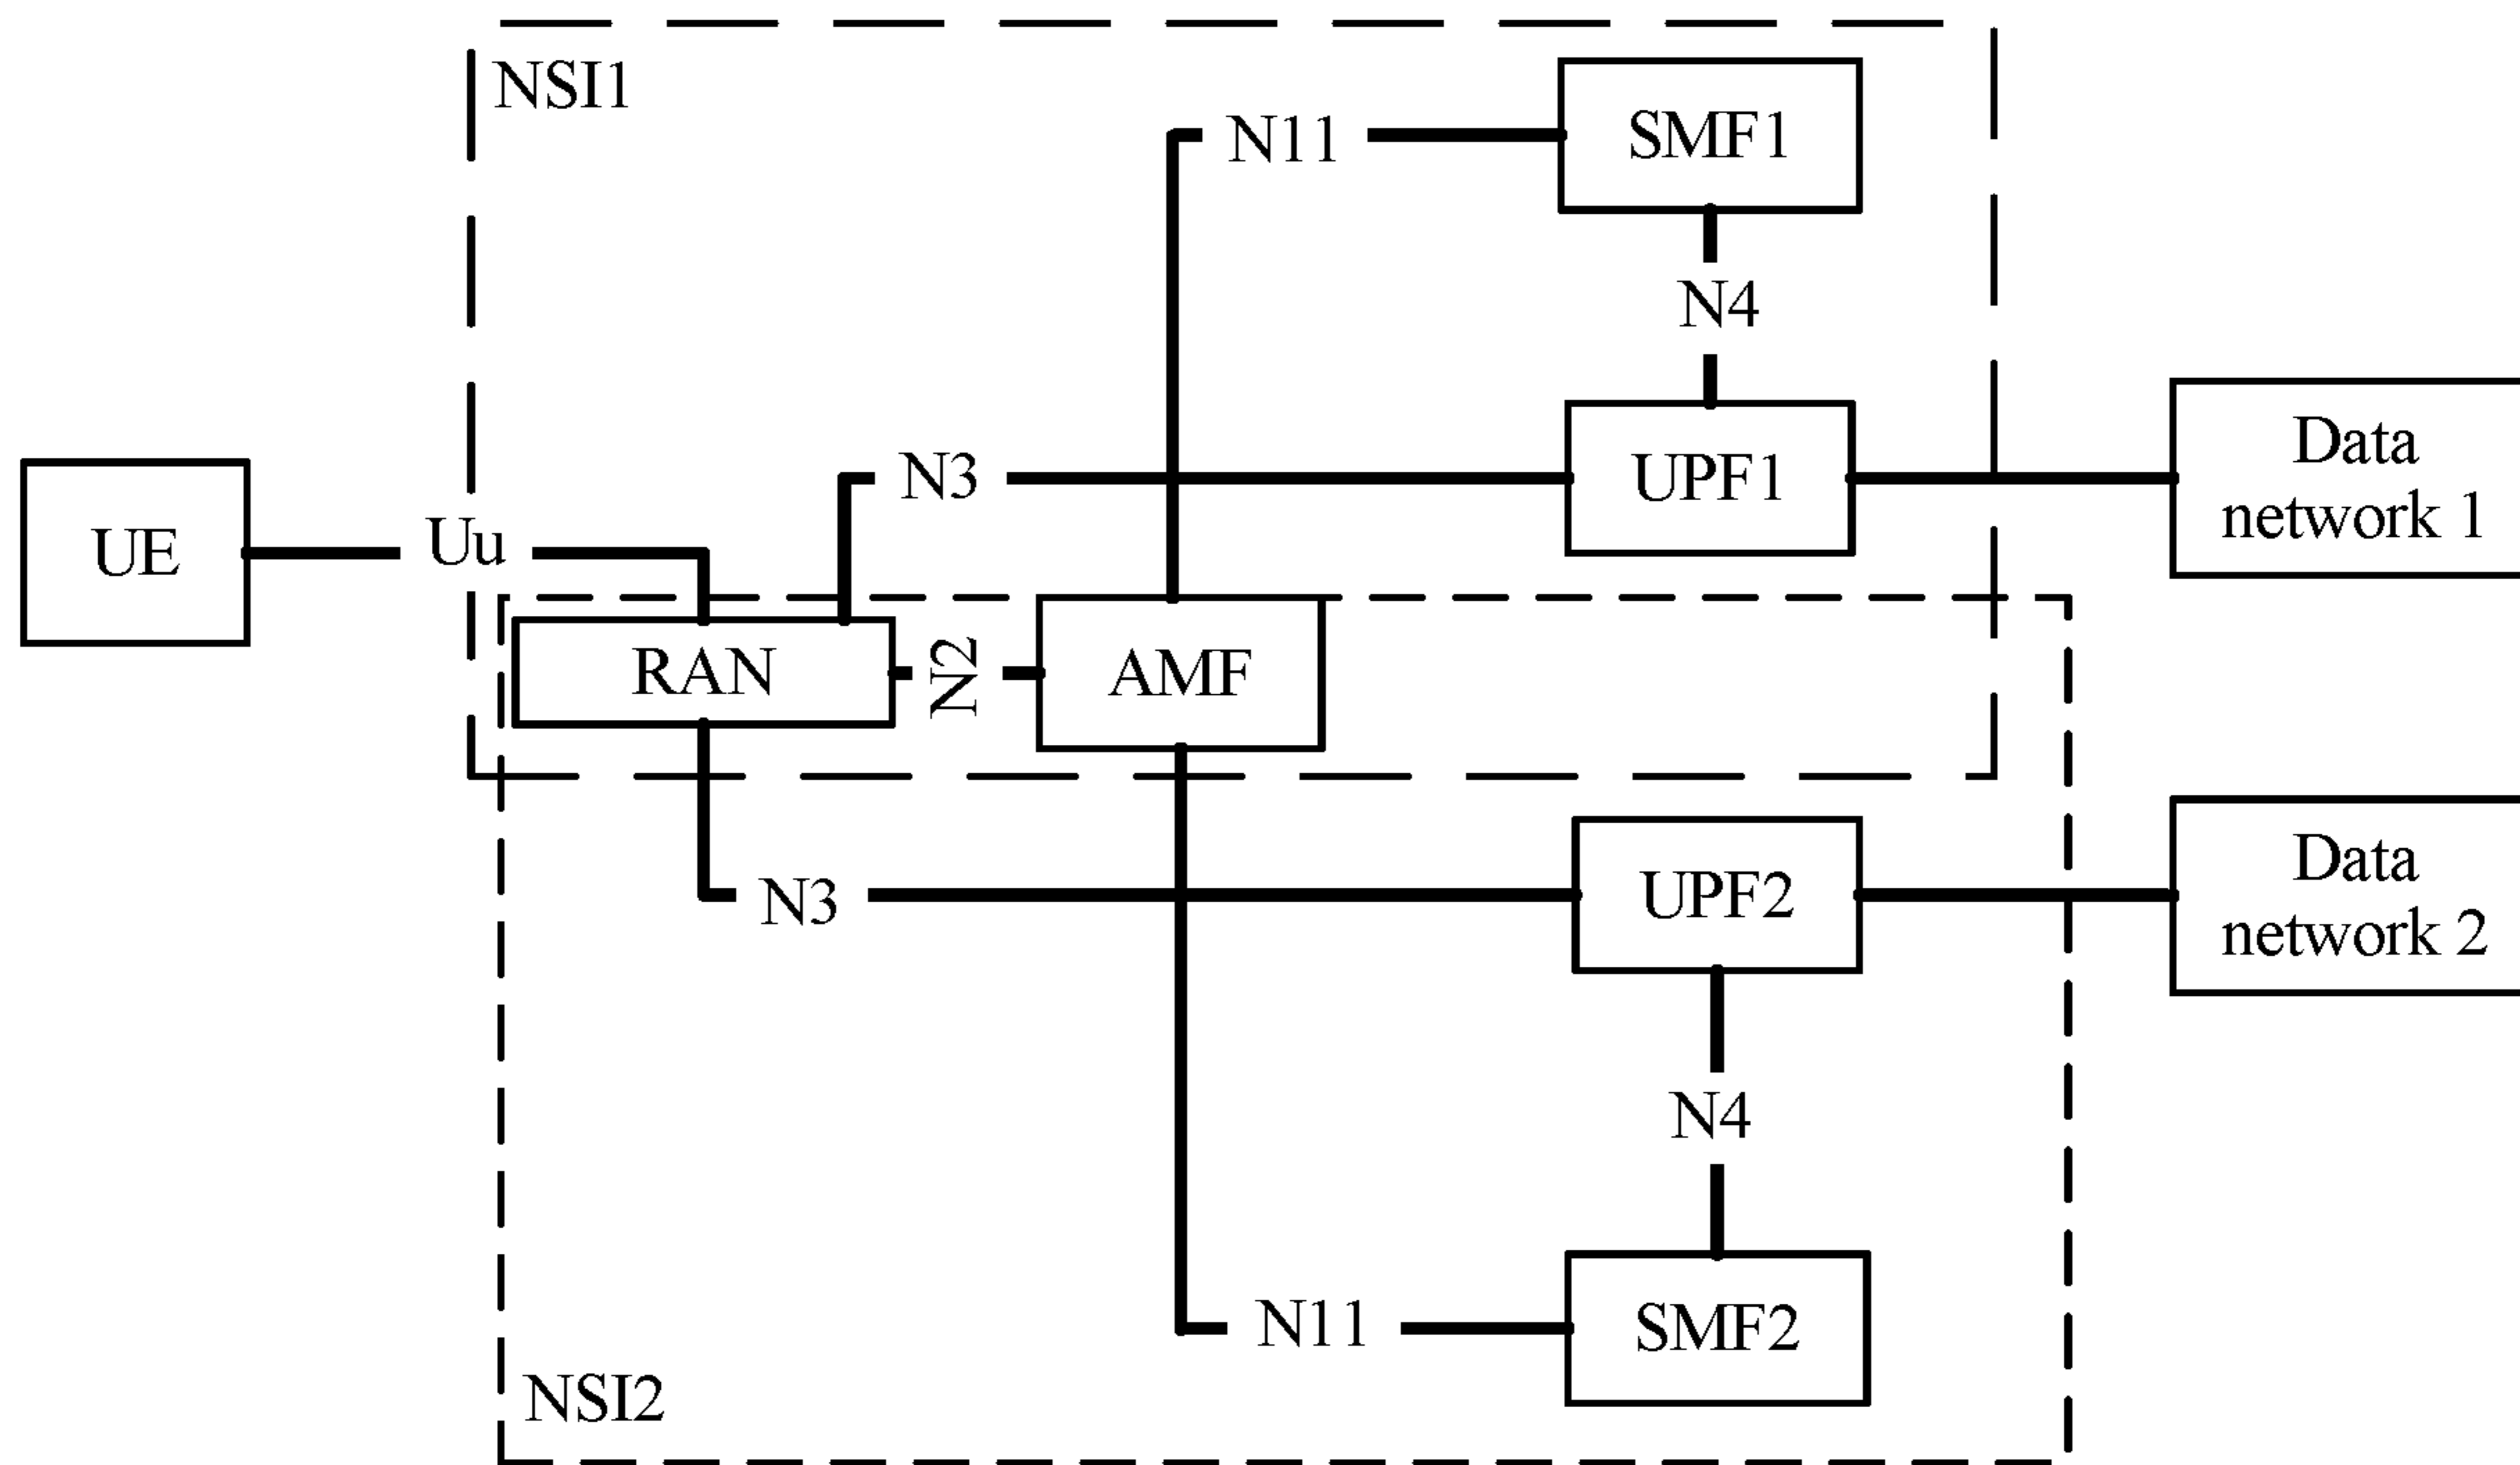 NSI1
SMF1
N11
N4
Data
network 1
N3
UPF1
UE
Uu
RAN
N2
AMF
Data
network 2
N3
UPF2
N4
N11
SMF2
NSI2